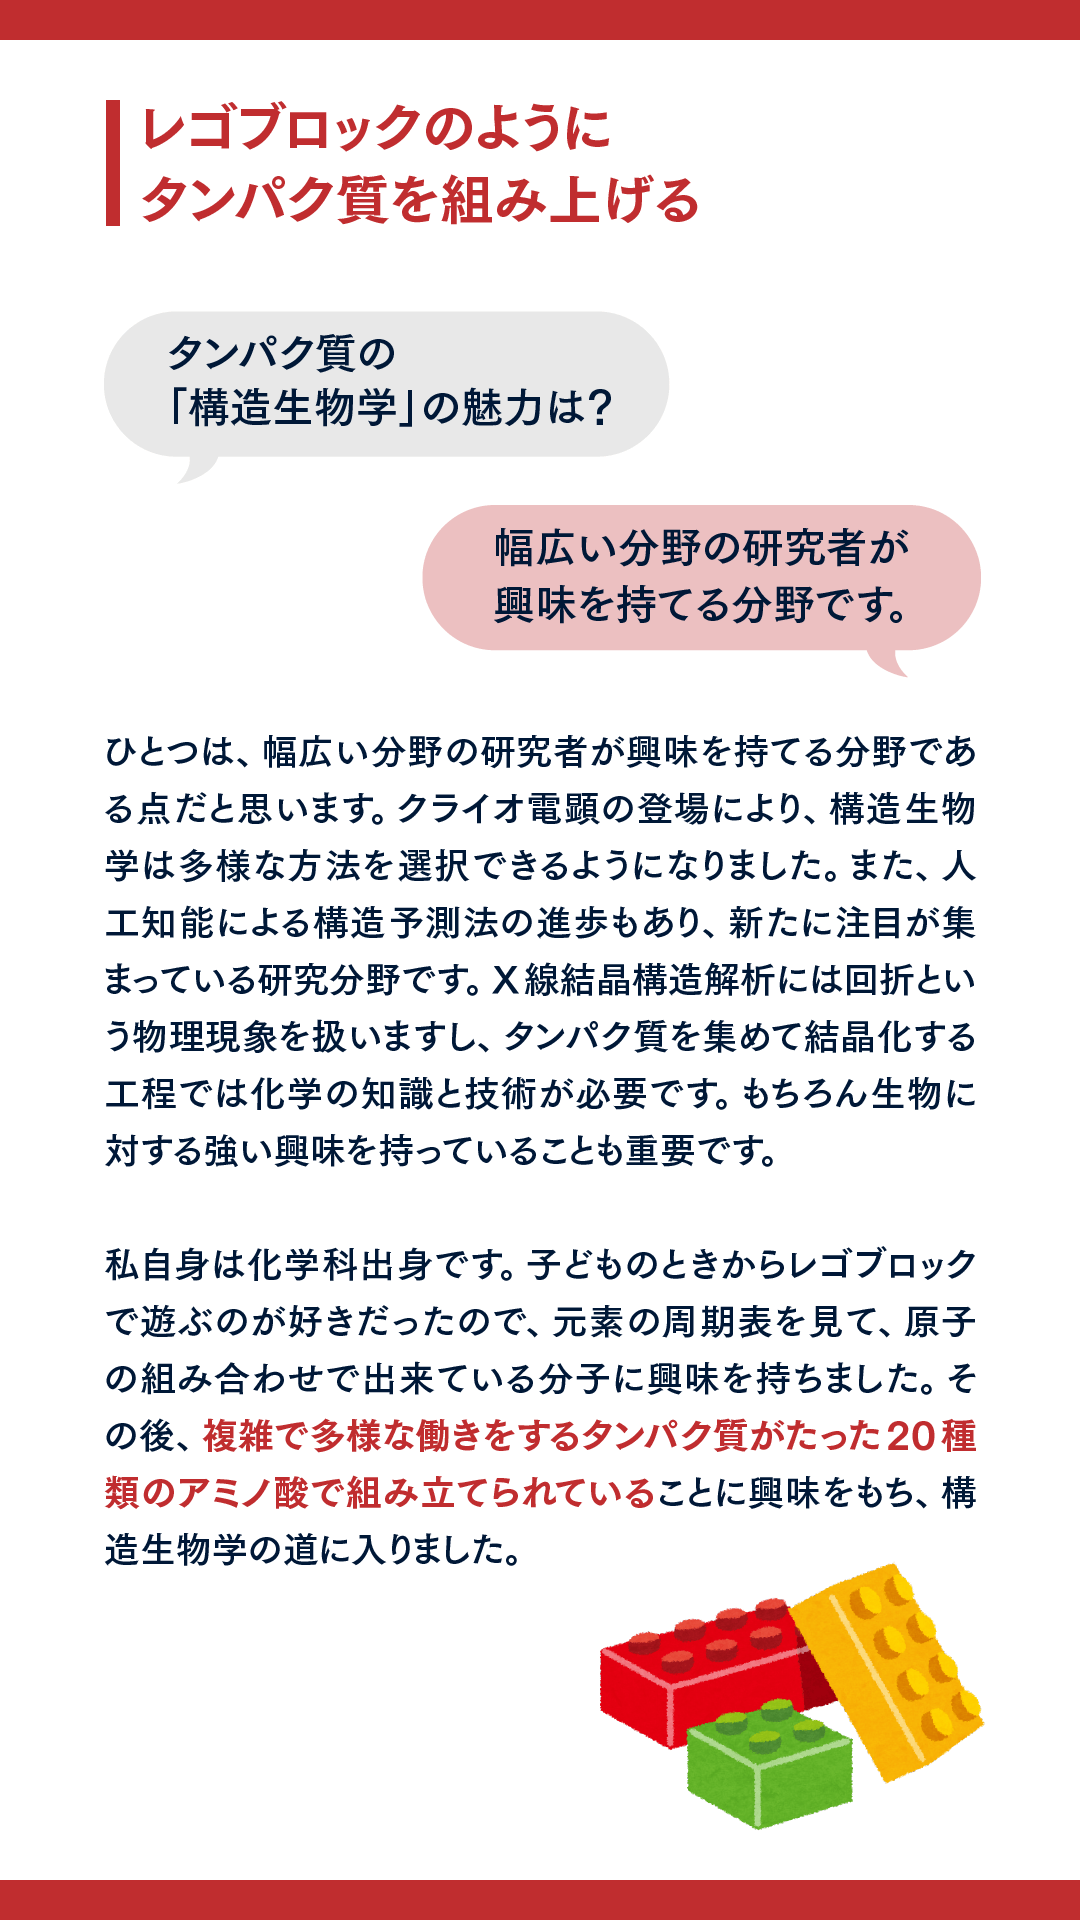 レゴブロックのように
タンパク質を組み上げる
タンパク質の
「構造生物学」の魅力は?
幅広い分野の研究者が
興味を持てる分野です。
ひとつは、幅広い分野の研究者が興味を持てる分野であ
る点だと思います。クライオ電顕の登場により、構造生物
学は多様な方法を選択できるようになりました。また、人
工知能による構造予測法の進歩もあり、新たに注目が集
まっている研究分野です。X線結晶構造解析には回折とい
う物理現象を扱いますし、タンパク質を集めて結晶化する
工程では化学の知識と技術が必要です。もちろん生物に
対する強い興味を持っていることも重要です。
私自身は化学科出身です。子どものときからレゴブロック
で遊ぶのが好きだったので、元素の周期表を見て、原子
の組み合わせで出来ている分子に興味を持ちました。そ
の後、複雑で多様な働きをするタンパク質がたった20種
類のアミノ酸で組み立てられていることに興味をもち、構
造生物学の道に入りました。